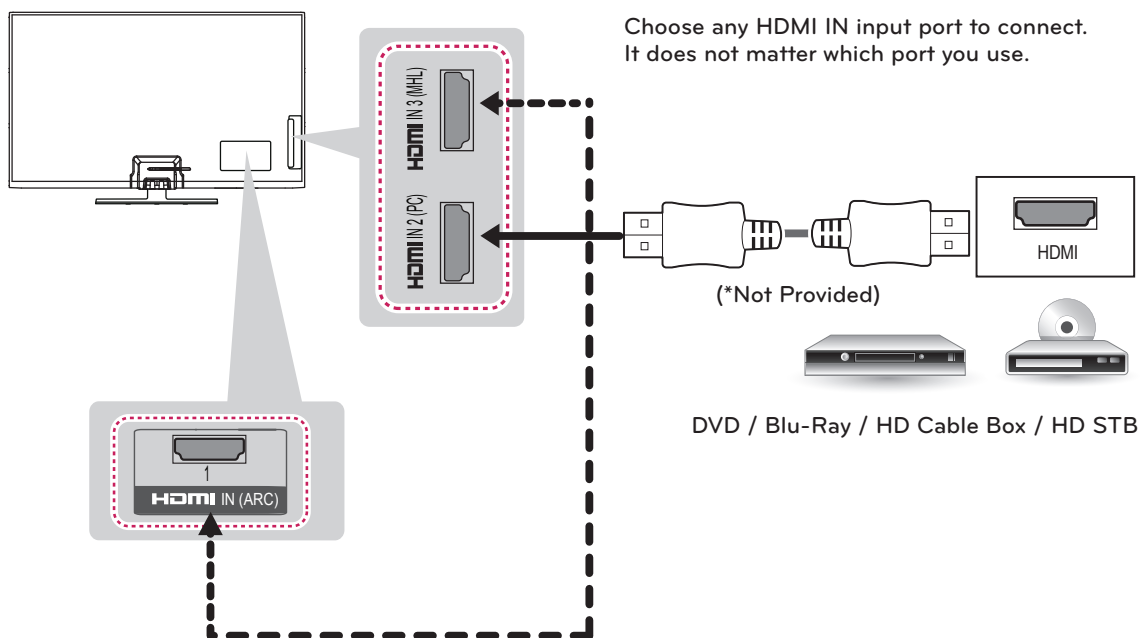 Choose any HDMI IN input port to connect.
It does not matter which port you use.
HDMI IN 3 (MHL)
HDMI IN 2 (PC)
HDMI
(*Not Provided)
DVD / Blu-Ray / HD Cable Box / HD STB
1
HDMI IN (ARC)